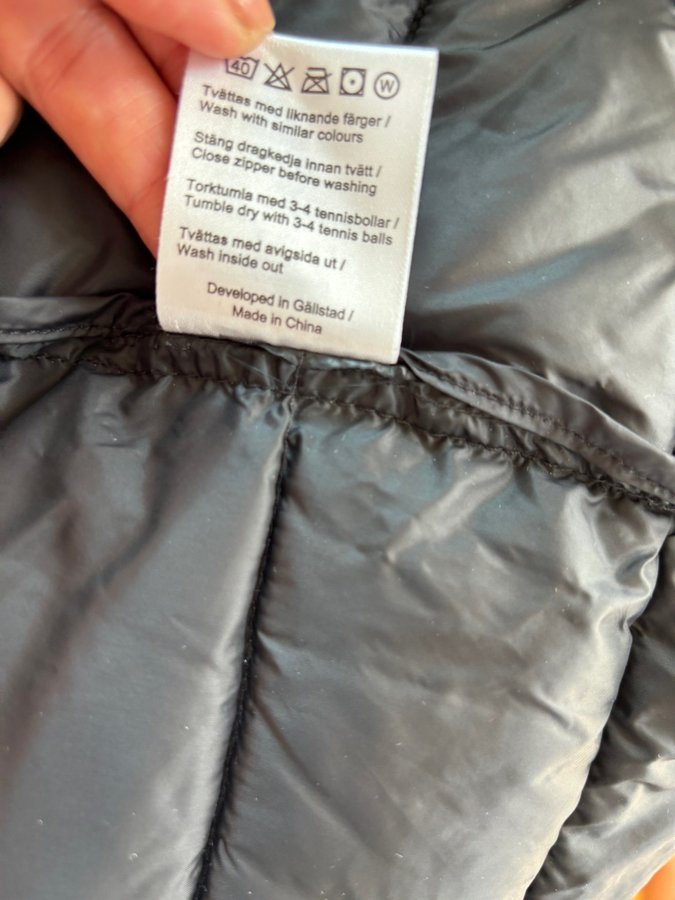 40 W
Tvättas med liknande färger /
Wash with similar colours
Stäng dragkedja innan tvätt /
Close zipper before washing
Torktumla med 3-4 tennisbollar /
Tumble dry with 3-4 tennis balls
Tvättas med avigsida ut /
Wash inside out
Developed in Gällstad /
Made in China